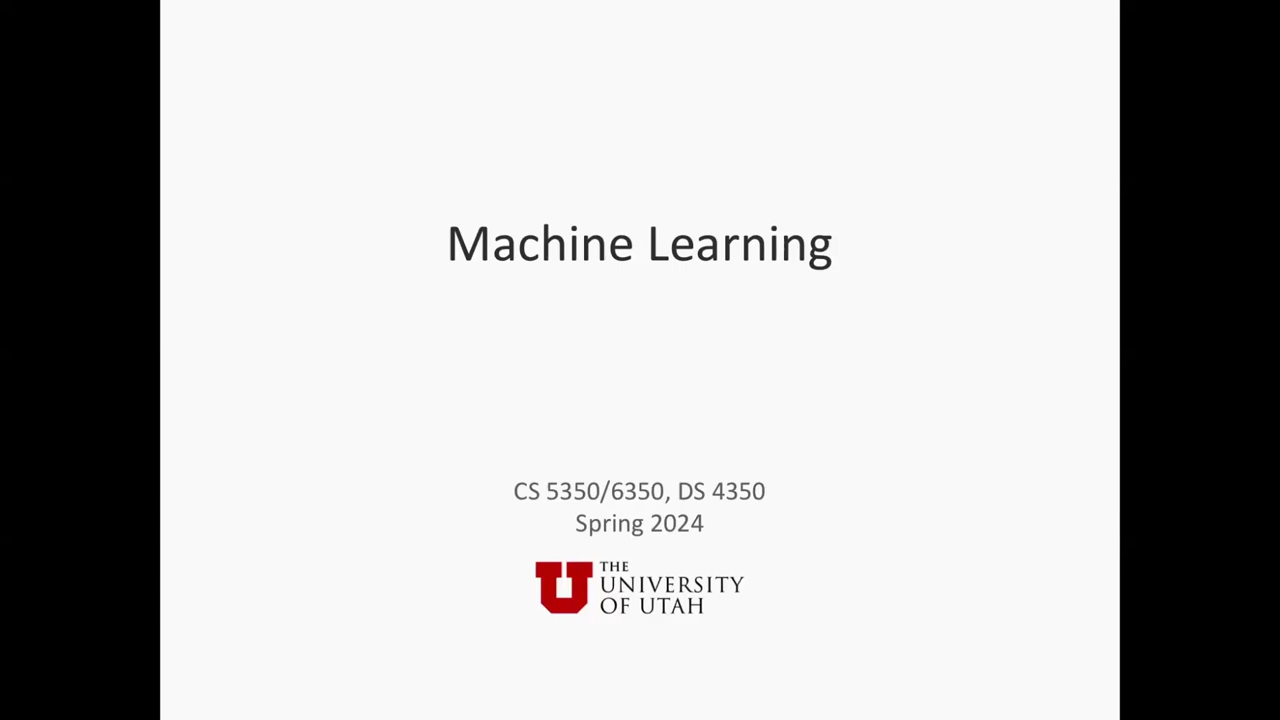 Machine Learning
CS 5350/6350, DS 4350
Spring 2024
THE
UNIVERSITY
OF UTAH